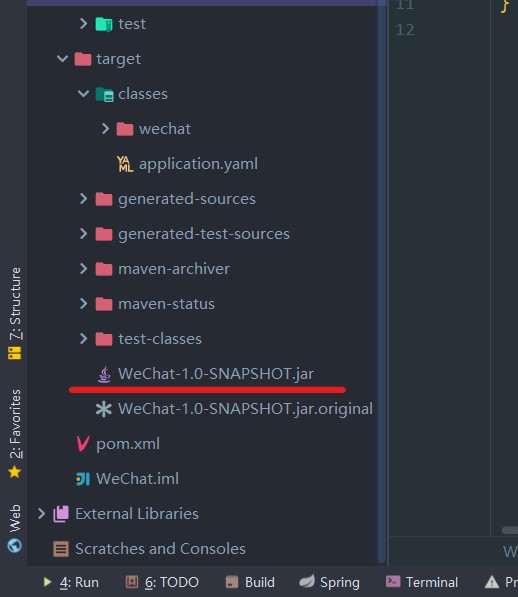 11 }
test
12
target
classes
wechat
YAML application.yaml
generated-sources
generated-test-sources
maven-archiver
maven-status
test-classes
WeChat-1.0-SNAPSHOT.jar
WeChat-1.0-SNAPSHOT.jar.original
pom.xml
WeChat.iml
External Libraries
Scratches and Consoles
7: Structure
2: Favorites
Web
W
4: Run 6: TODO Build Spring Terminal Pr